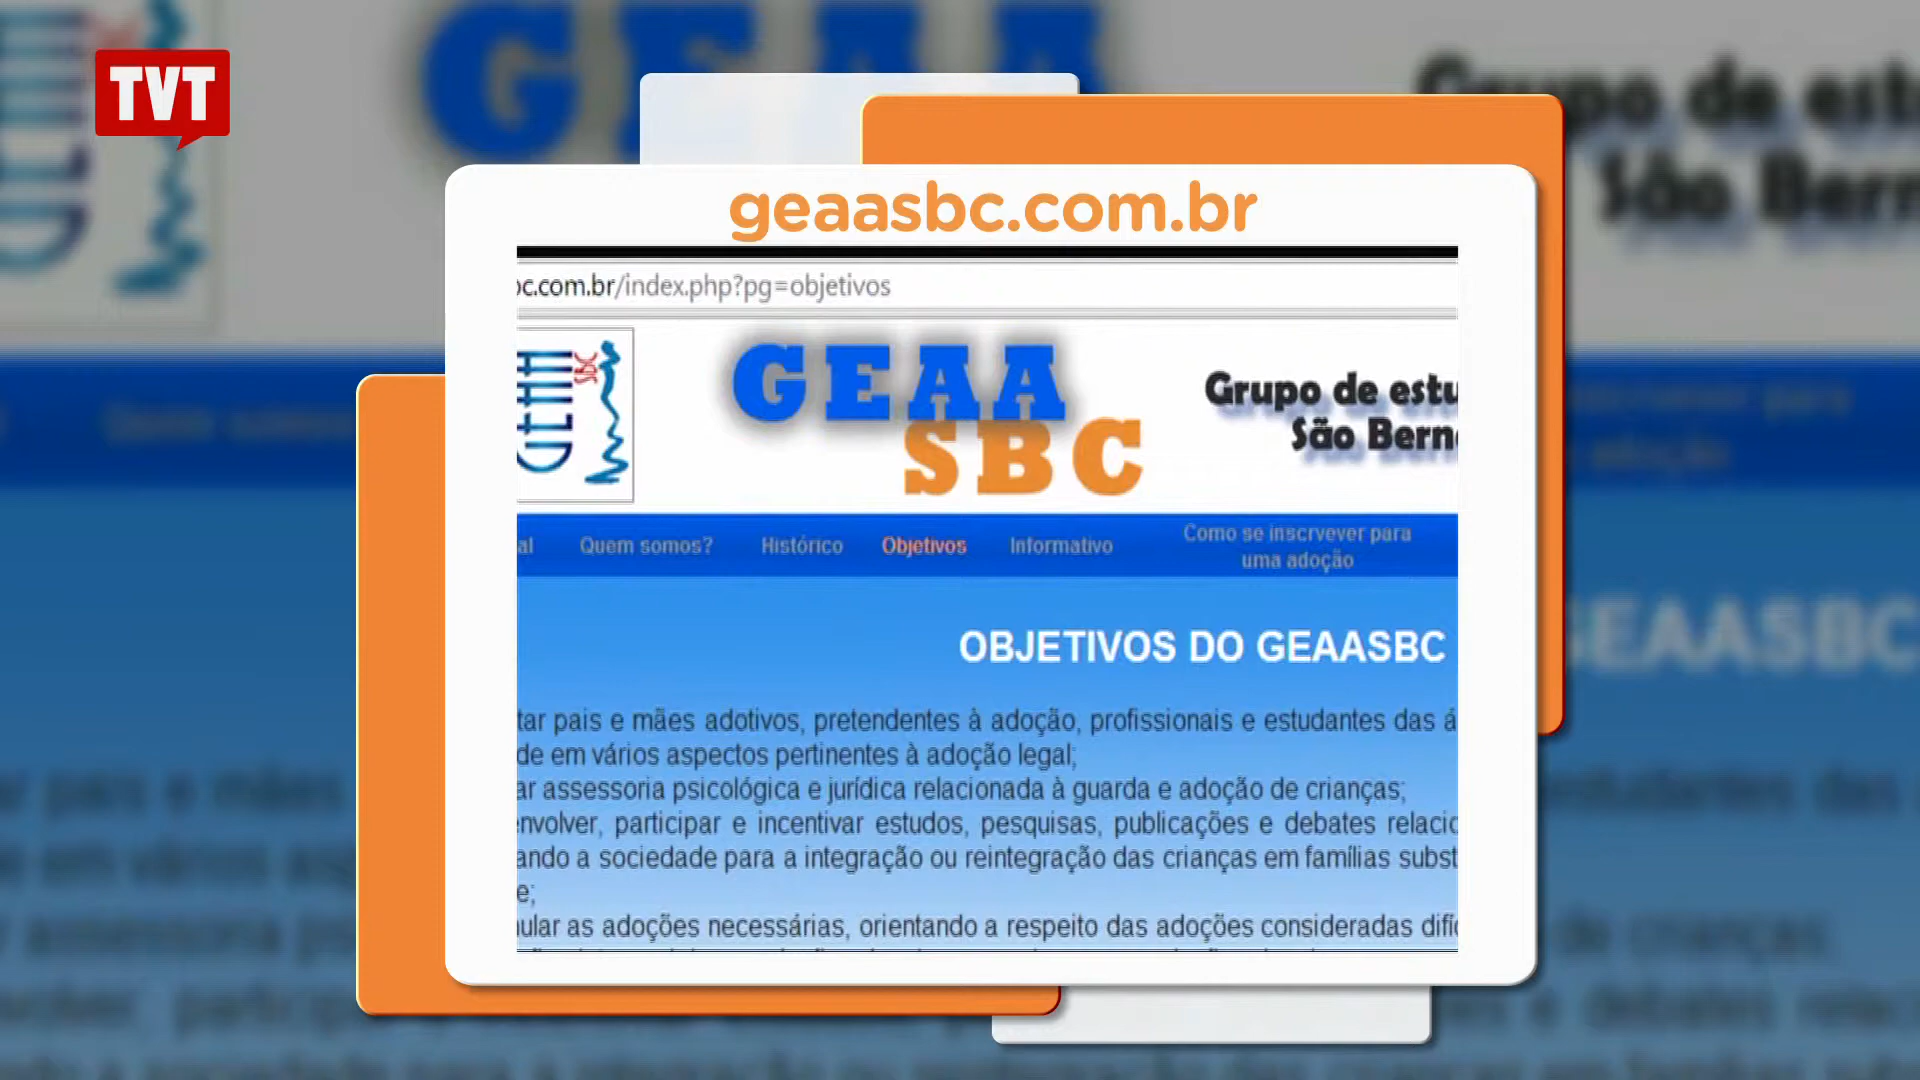 TVT
geaasbc.com.br
bc.com.br/index.php?pg=objetivos
GEAA
SBC
Grupo de estu
São Bern
al Quem somos? Histórico Objetivos Informativo Como se inscrvever para
uma adoção
OBJETIVOS DO GEAASBC
tar pais e mães adotivos, pretendentes à adoção, profissionais e estudantes das á
de em vários aspectos pertinentes à adoção legal;
ar assessoria psicológica e jurídica relacionada à guarda e adoção de crianças;
envolver, participar e incentivar estudos, pesquisas, publicações e debates relacio
ando a sociedade para a integração ou reintegração das crianças em famílias subst
e;
ular as adoções necessárias, orientando a respeito das adoções consideradas difí